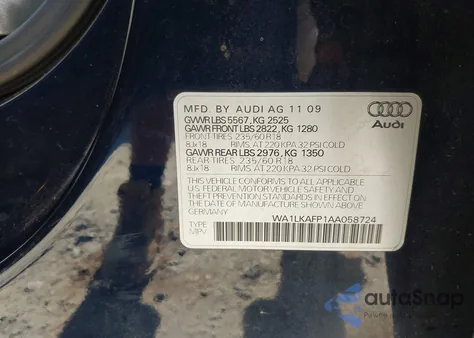 MFD. BY AUDI AG 11 09
GVWR LBS 5567, KG 2525
GAWR FRONT LBS 2822, KG 1280
FRONT TIRES 235/60 R18
8Jx18 RIMS. AT 220 KPA 32 PSI COLD
GAWR REAR LBS 2976, KG 1350
REAR TIRES 235/60 R18
8Jx18 RIMS. AT 220 KPA 32 PSI COLD
Audi
THIS VEHICLE CONFORMS TO ALL APPLICABLE
U.S. FEDERAL MOTOR VEHICLE SAFETY AND
THEFT PREVENTION STANDARDS IN EFFECT ON THE
DATE OF MANUFACTURE SHOWN ABOVE.
GERMANY
WA1LKAFP1AA058724
TYPE
MPV
autoSnap